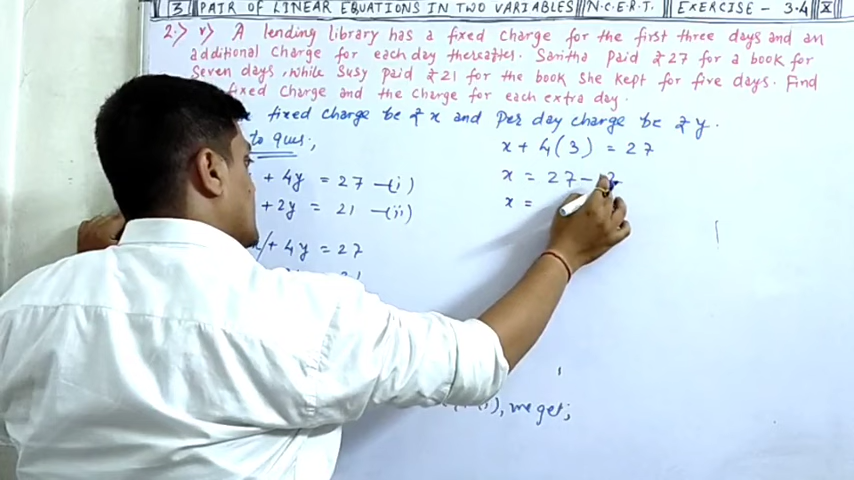 3 PAIR OF LINEAR EQUATIONS IN TWO VARIABLES N.C.E.R.T. EXERCISE - 3.4 X
2.> v> A lending library has a fixed charge for the first three days and an
additional charge for each day thereafter. Saritha paid ₹27 for a book for
Seven days, while Susy paid ₹21 for the book she kept for five days. Find
fixed charge and the charge for each extra day.
fixed charge be ₹x and per day charge be ₹y.
to ques.,
+ 4y = 27 -(i)
+ 2y = 21 -(ii)
+ 4y = 27
x + 4(3) = 27
x = 27 -
x =
, we get;